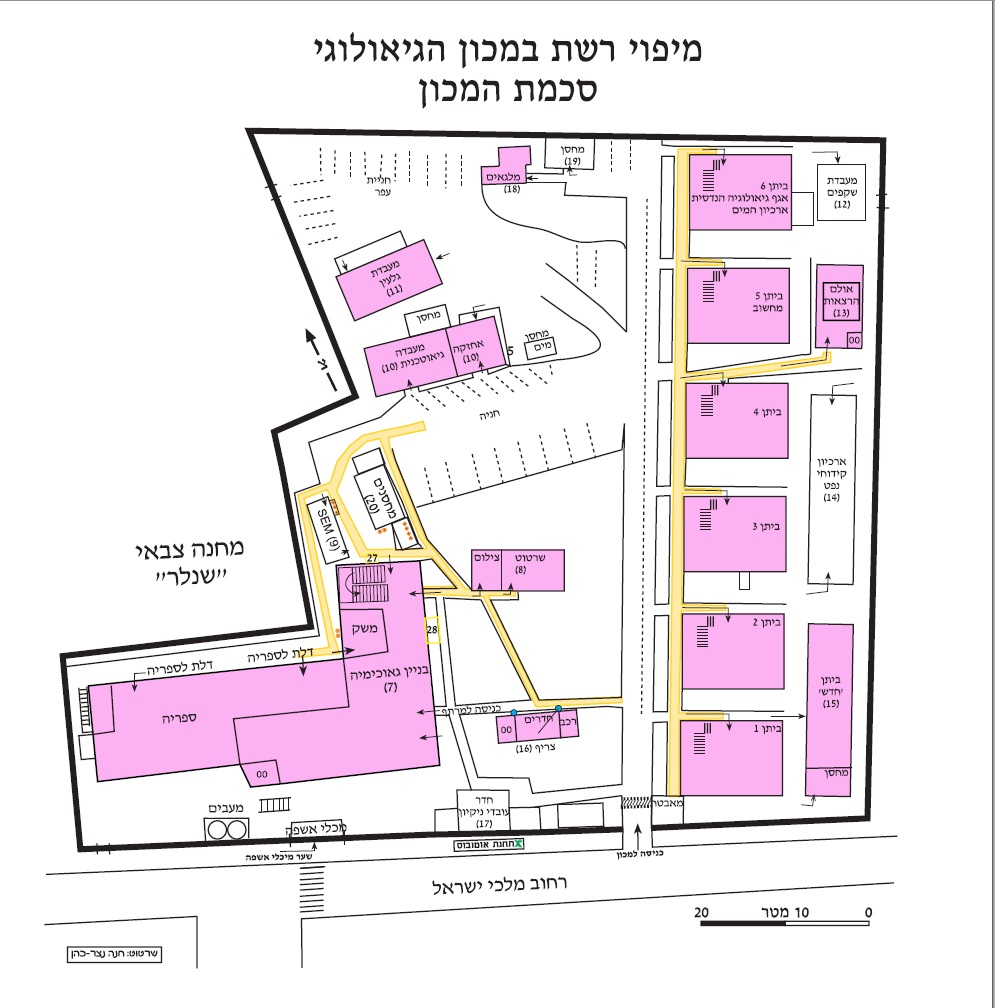 מיפוי רשת במכון הגיאולוגי
סכמת המכון
מחסן
(19)
מלגאים
(18)
חניית
עפר
ביתן 6
אגף גיאולוגיה הנדסית
ארכיון המים
מעבדת
שקפים
(12)
מעבדת
גלעין
(11)
ביתן 5
מחשוב
אולם
הרצאות
(13)
00
מחסן
מעבדה
גיאוטכנית (10)
אחזקה
(10)
5
מחסן
מים
צ
חניה
ביתן 4
ארכיון
קידוחי
נפט
(14)
מחסנים
(20)
SEM (9)
ביתן 3
מחנה צבאי
"שנלר"
27
צילום
שרטוט
(8)
משק
28
ביתן 2
דלת לספריה
דלת לספריה
בניין גאוכימיה
(7)
ביתן
'חדש'
(15)
ספריה
כניסה למרתף
00
חדרים
רכב
צריף (16)
ביתן 1
00
מחסן
מעבים
מכלי אשפה
חדר
עובדי ניקיון
(17)
מאבטח
תחנת אוטובוס
X
שער מיכלי אשפה
כניסה למכון
רחוב מלכי ישראל
20 מטר 10 0
שרטוט: חנה נצר-כהן